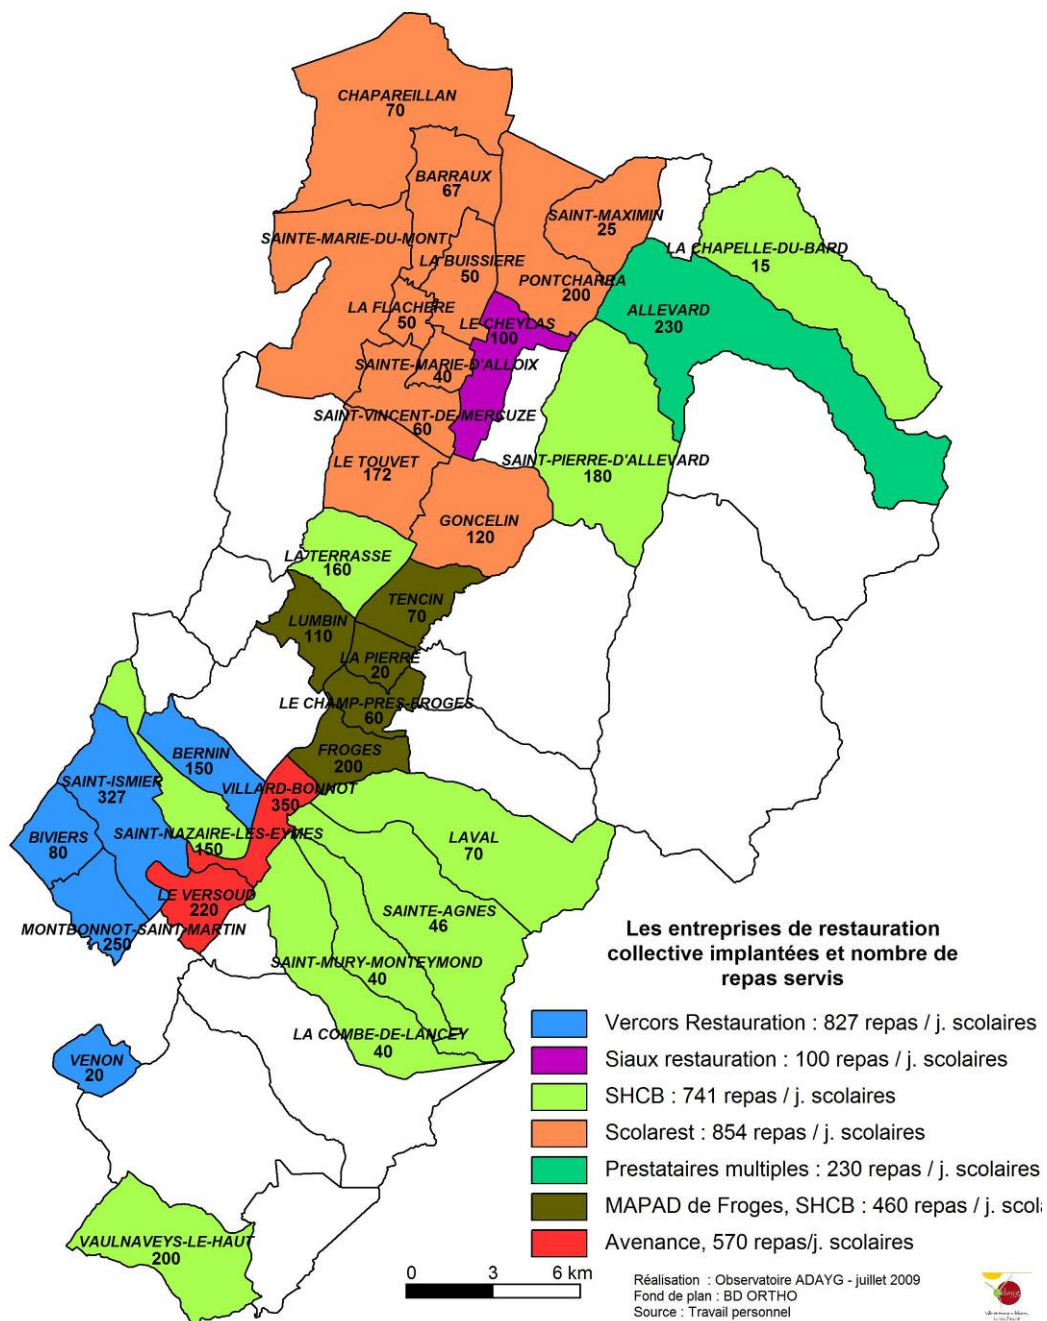 CHAPAREILLAN
70
BARRAUX
67
SAINT-MAXIMIN
25
SAINTE-MARIE-DU-MONT
LA BUISSIERE
50
LA CHAPELLE-DU-BARD
15
PONTCHARRA
200
LA FLACHERE
50
ALLEVARD
230
LE CHEYLAS
100
SAINTE-MARIE-D'ALLOIX
40
SAINT-VINCENT-DE-MERCUZE
60
LE TOUVET
172
SAINT-PIERRE-D'ALLEVARD
180
GONCELIN
120
LA TERRASSE
160
TENCIN
70
LUMBIN
110
LA PIERRE
20
LE CHAMP-PRES-FROGES
60
FROGES
200
BERNIN
150
SAINT-ISMIER
327
VILLARD-BONNOT
350
BIVIERS
80
SAINT-NAZAIRE-LES-EYMES
150
LAVAL
70
LE VERSOUD
220
SAINTE-AGNES
46
MONTBONNOT-SAINT-MARTIN
250
SAINT-MURY-MONTEYMOND
40
LA COMBE-DE-LANCEY
40
VENON
20
VAULNAVEYS-LE-HAUT
200
Les entreprises de restauration
collective implantées et nombre de
repas servis
Vercors Restauration : 827 repas / j. scolaires
Siaux restauration : 100 repas / j. scolaires
SHCB : 741 repas / j. scolaires
Scolarest : 854 repas / j. scolaires
Prestataires multiples : 230 repas / j. scolaires
MAPAD de Froges, SHCB : 460 repas / j. scola
Avenance, 570 repas/j. scolaires
0 3 6 km
Réalisation : Observatoire ADAYG - juillet 2009
Fond de plan : BD ORTHO
Source : Travail personnel